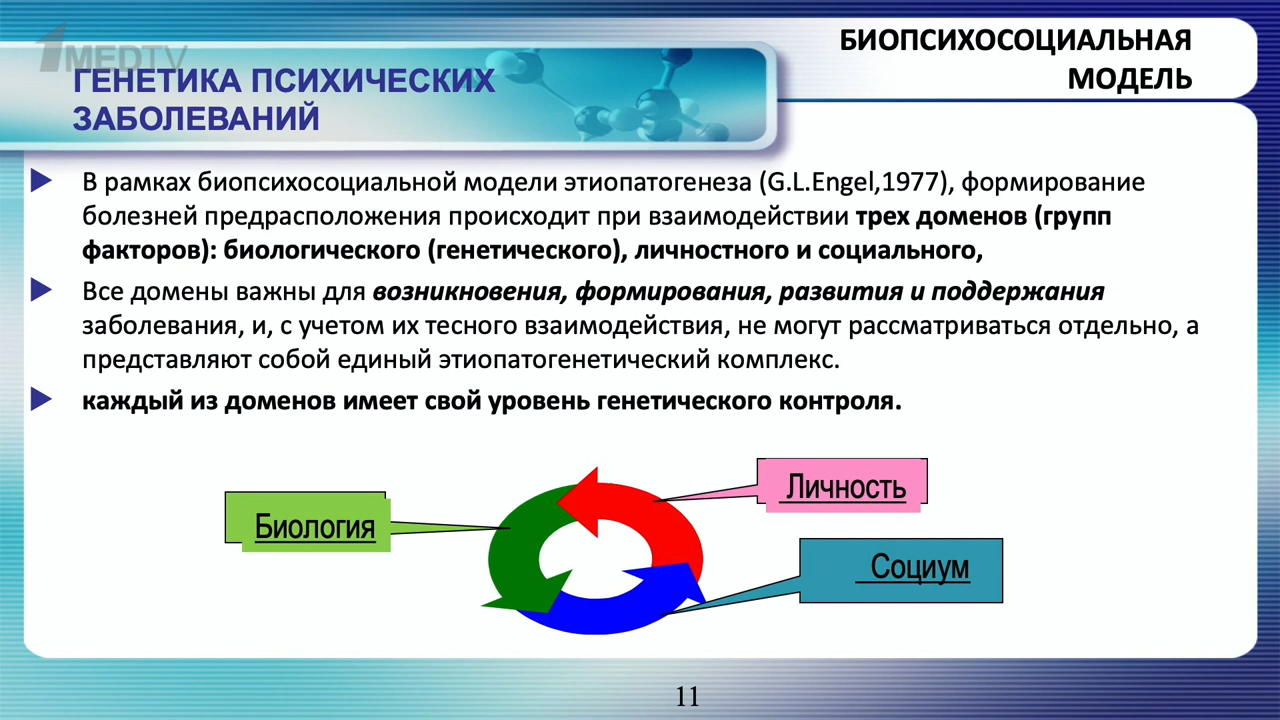 1MEDTV
БИОПСИХОСОЦИАЛЬНАЯ
МОДЕЛЬ
ГЕНЕТИКА ПСИХИЧЕСКИХ
ЗАБОЛЕВАНИЙ
В рамках биопсихосоциальной модели этиопатогенеза (G.L.Engel,1977), формирование
болезней предрасположения происходит при взаимодействии трех доменов (групп
факторов): биологического (генетического), личностного и социального,
Все домены важны для возникновения, формирования, развития и поддержания
заболевания, и, с учетом их тесного взаимодействия, не могут рассматриваться отдельно, а
представляют собой единый этиопатогенетический комплекс.
каждый из доменов имеет свой уровень генетического контроля.
Личность
Биология
Социум
11